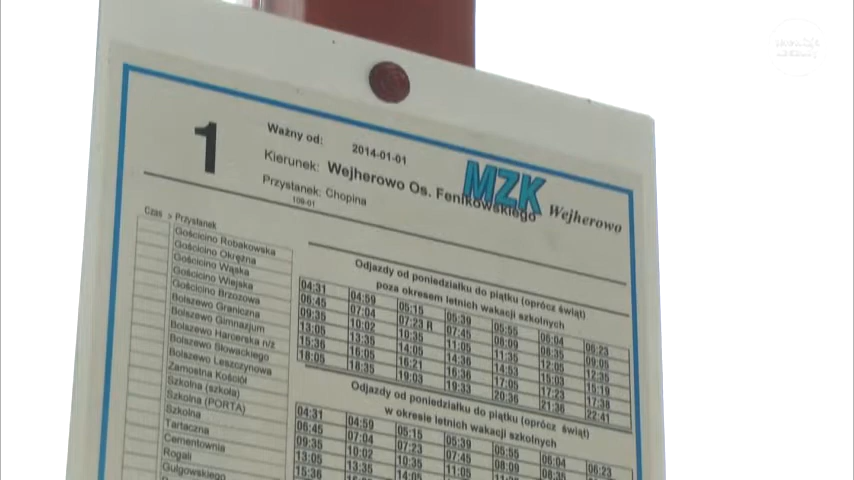 1
Ważny od: 2014-01-01
Kierunek: Wejherowo Os. Fenikowskiego
Przystanek: Chopina
109-01
MZK Wejherowo
Czas > Przystanek
Gościcino Robakowska
Gościcino Okrężna
Gościcino Wąska
Gościcino Wiejska
Gościcino Brzozowa
Bolszewo Graniczna
Bolszewo Gimnazjum
Bolszewo Harcerska n/z
Bolszewo Słowackiego
Bolszewo Leszczynowa
Zamostna Kościół
Szkolna (szkoła)
Szkolna (PORTA)
Szkolna
Tartaczna
Cementownia
Rogali
Gulgowskiego
Odjazdy od poniedziałku do piątku (oprócz świąt)
poza okresem letnich wakacji szkolnych
04:31 04:59 05:15 05:39 05:55 06:04 06:23
06:45 07:04 07:23 R 07:45 08:09 08:35 09:05
09:35 10:02 10:35 11:05 11:35 12:05 12:35
13:05 13:35 14:05 14:36 14:53 15:03 15:19
15:36 16:05 16:21 16:36 17:05 17:23 17:38
18:05 18:35 19:03 19:33 20:36 21:36 22:41
Odjazdy od poniedziałku do piątku (oprócz świąt)
w okresie letnich wakacji szkolnych
04:31 04:59 05:15 05:39 05:55 06:04 06:23
06:45 07:04 07:23 07:45 08:09 08:35
09:35 10:02 10:35 11:05
13:05 13:35 14:05
15:36